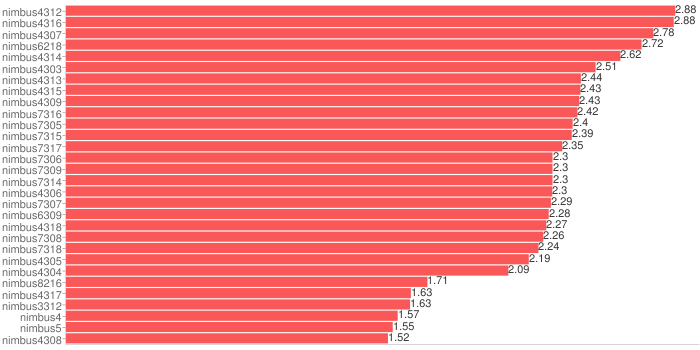 nimbus4312 2.88
nimbus4316 2.88
nimbus4307 2.78
nimbus6218 2.72
nimbus4314 2.62
nimbus4303 2.51
nimbus4313 2.44
nimbus4315 2.43
nimbus4309 2.43
nimbus7316 2.42
nimbus7305 2.4
nimbus7315 2.39
nimbus7317 2.35
nimbus7306 2.3
nimbus7309 2.3
nimbus7314 2.3
nimbus4306 2.3
nimbus7307 2.29
nimbus6309 2.28
nimbus4318 2.27
nimbus7308 2.26
nimbus7318 2.24
nimbus4305 2.19
nimbus4304 2.09
nimbus8216 1.71
nimbus4317 1.63
nimbus3312 1.63
nimbus4 1.57
nimbus5 1.55
nimbus4308 1.52